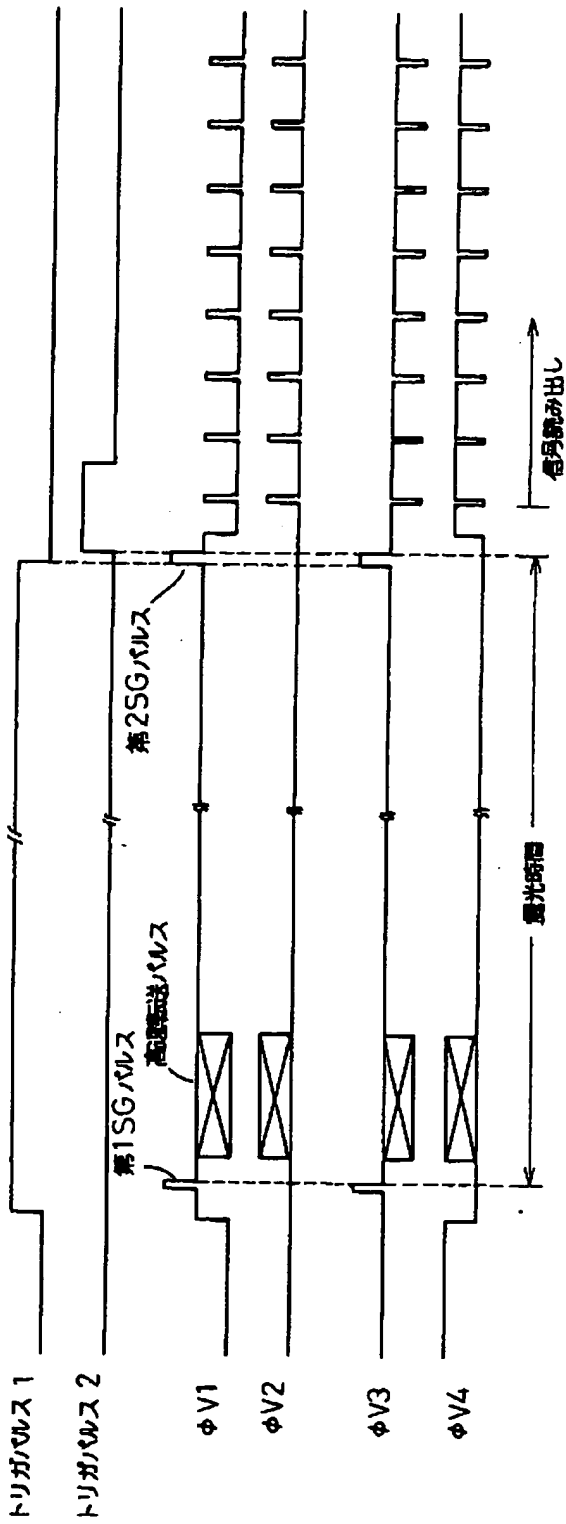 トリガパルス 1
トリガパルス 2
第1SGパルス
高速転送パルス
第2SGパルス
φV1
φV2
φV3
φV4
露光時間
信号読み出し